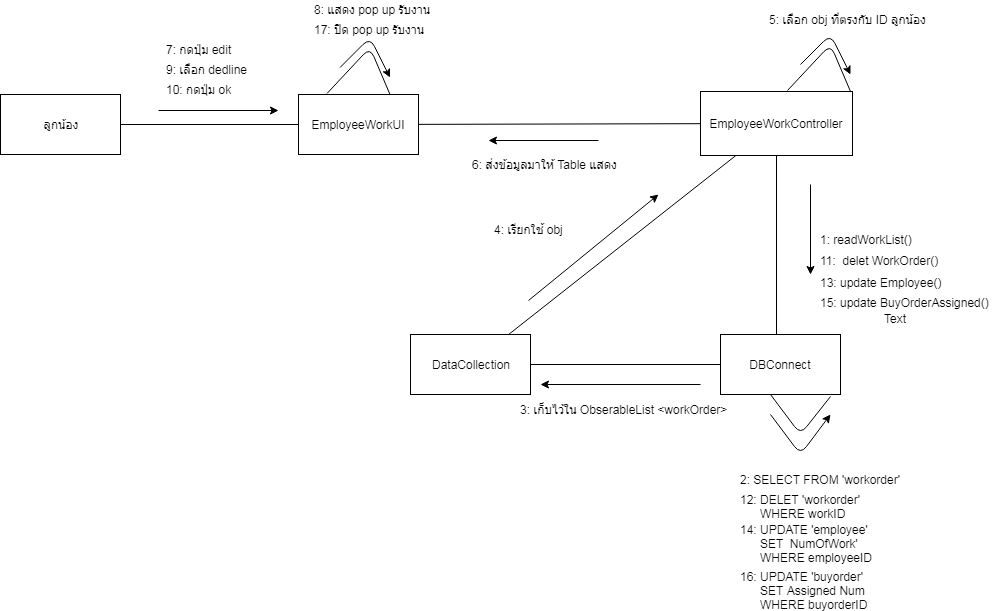 8: แสดง pop up รับงาน
17: ปิด pop up รับงาน
5: เลือก obj ที่ตรงกับ ID ลูกน้อง
7: กดปุ่ม edit
9: เลือก dedline
10: กดปุ่ม ok
ลูกน้อง
EmployeeWorkUI
EmployeeWorkController
6: ส่งข้อมูลมาให้ Table แสดง
4: เรียกใช้ obj
1: readWorkList()
11: delet WorkOrder()
13: update Employee()
15: update BuyOrderAssigned()
Text
DataCollection
DBConnect
3: เก็บไว้ใน ObserableList <workOrder>
2: SELECT FROM 'workorder'
12: DELET 'workorder'
WHERE workID
14: UPDATE 'employee'
SET NumOfWork'
WHERE employeeID
16: UPDATE 'buyorder'
SET Assigned Num
WHERE buyorderID